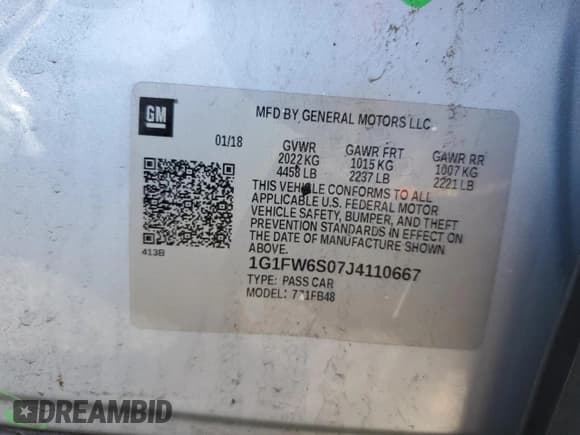 GM
MFD BY GENERAL MOTORS LLC
01/18
GVWR GAWR FRT GAWR RR
2022 KG 1015 KG 1007 KG
4458 LB 2237 LB 2221 LB
THIS VEHICLE CONFORMS TO ALL
APPLICABLE U.S. FEDERAL MOTOR
VEHICLE SAFETY, BUMPER, AND THEFT
PREVENTION STANDARDS IN EFFECT ON
THE DATE OF MANUFACTURE SHOWN
ABOVE.
413B
1G1FW6S07J4110667
TYPE: PASS CAR
MODEL: 771FB48
DREAMBID